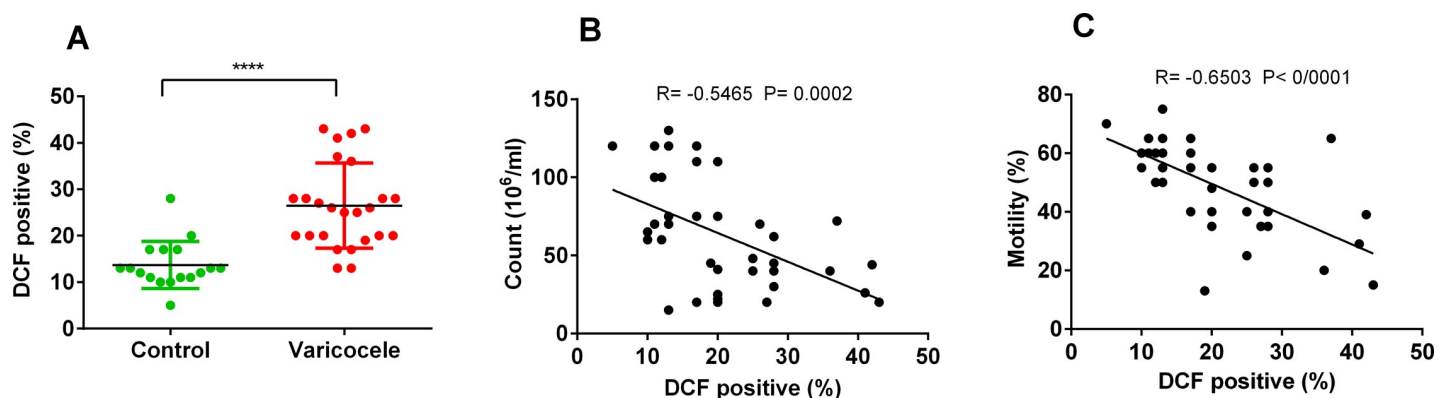 A
****
50
40
30
20
10
0
DCF positive (%)
Control Varicocele
B
R= -0.5465 P= 0.0002
150
100
50
0
Count (10⁶/ml)
0 10 20 30 40 50
DCF positive (%)
C
R= -0.6503 P< 0/0001
80
60
40
20
0
Motility (%)
0 10 20 30 40 50
DCF positive (%)